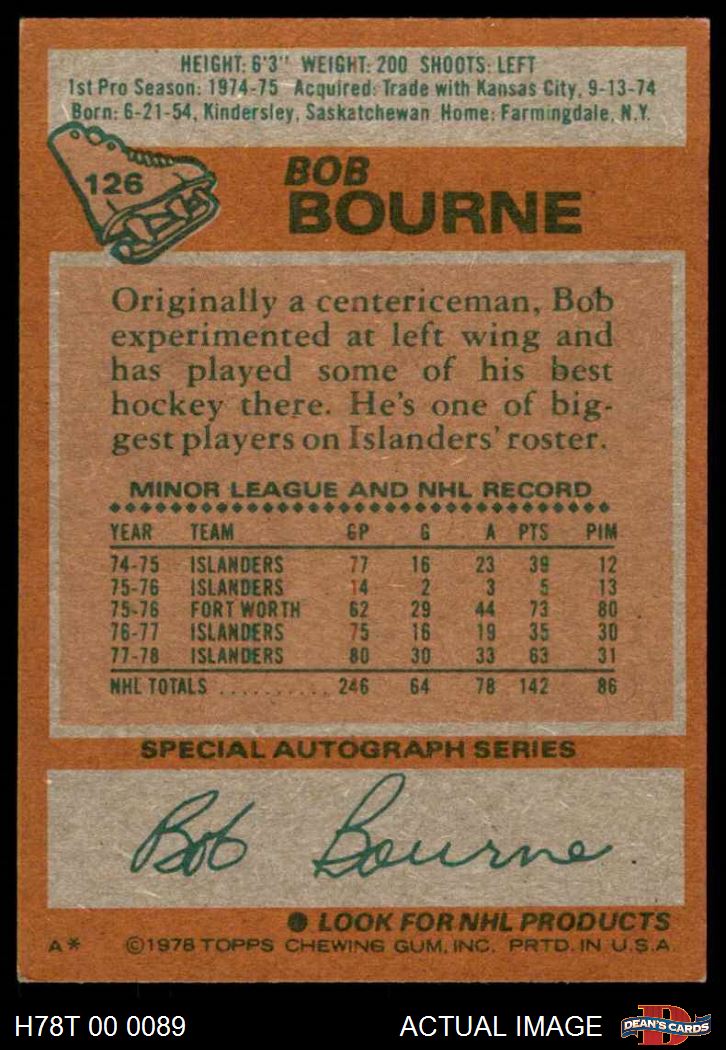 HEIGHT: 6'3" WEIGHT: 200 SHOOTS: LEFT
1st Pro Season: 1974-75 Acquired: Trade with Kansas City, 9-13-74
Born: 6-21-54, Kindersley, Saskatchewan Home: Farmingdale, N.Y.
126
BOB
BOURNE
Originally a centericeman, Bob
experimented at left wing and
has played some of his best
hockey there. He's one of big-
gest players on Islanders' roster.
MINOR LEAGUE AND NHL RECORD
YEAR TEAM GP G A PTS PIM
74-75 ISLANDERS 77 16 23 39 12
75-76 ISLANDERS 14 2 3 5 13
75-76 FORT WORTH 62 29 44 73 80
76-77 ISLANDERS 75 16 19 35 30
77-78 ISLANDERS 80 30 33 63 31
NHL TOTALS .......... 246 64 78 142 86
SPECIAL AUTOGRAPH SERIES
Bob Bourne
LOOK FOR NHL PRODUCTS
A* ©1978 TOPPS CHEWING GUM, INC. PRTD. IN U.S.A.
H78T 00 0089 ACTUAL IMAGE
D
DEAN'S CARDS